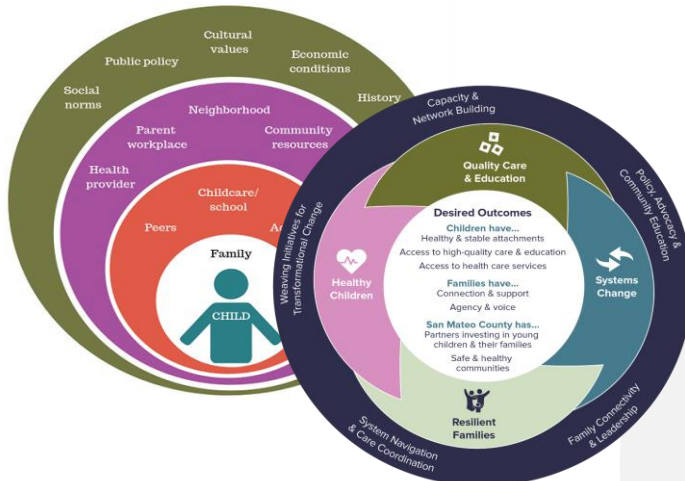 Cultural
values
Public policy
Economic
conditions
Social
norms
History
Neighborhood
Parent
workplace
Community
resources
Health
provider
Childcare/
school
Peers
Family
CHILD
Capacity &
Network Building
Policy, Advocacy &
Community Education
Family Connectivity
& Leadership
System Navigation
& Care Coordination
Weaving Initiatives for
Transformational Change
Quality Care
& Education
Systems
Change
Resilient
Families
Healthy
Children
Desired Outcomes
Children have...
Healthy & stable attachments
Access to high-quality care & education
Access to health care services
Families have...
Connection & support
Agency & voice
San Mateo County has...
Partners investing in young
children & their families
Safe & healthy
communities